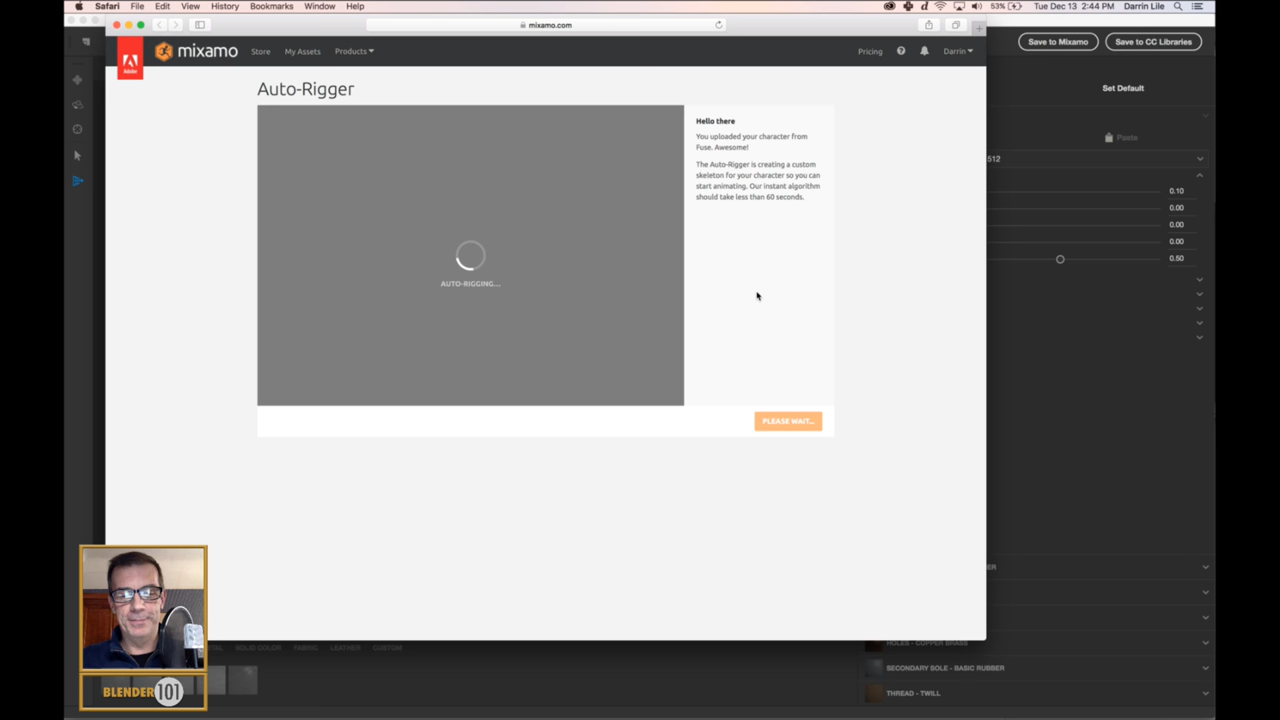 Safari File Edit View History Bookmarks Window Help
53% Tue Dec 13 2:44 PM Darrin Lile
mixamo.com
Adobe
mixamo Store My Assets Products Pricing Darrin
Save to Mixamo Save to CC Libraries
Auto-Rigger
Set Default
Hello there
You uploaded your character from
Fuse. Awesome!
The Auto-Rigger is creating a custom
skeleton for your character so you can
start animating. Our instant algorithm
should take less than 60 seconds.
Paste
512
0.10
0.00
0.00
0.00
0.50
AUTO-RIGGING...
PLEASE WAIT...
SOLID COLOR FABRIC LEATHER CUSTOM
HOLES - COPPER BRASS
SECONDARY SOLE - BASIC RUBBER
THREAD - TWILL
BLENDER 101